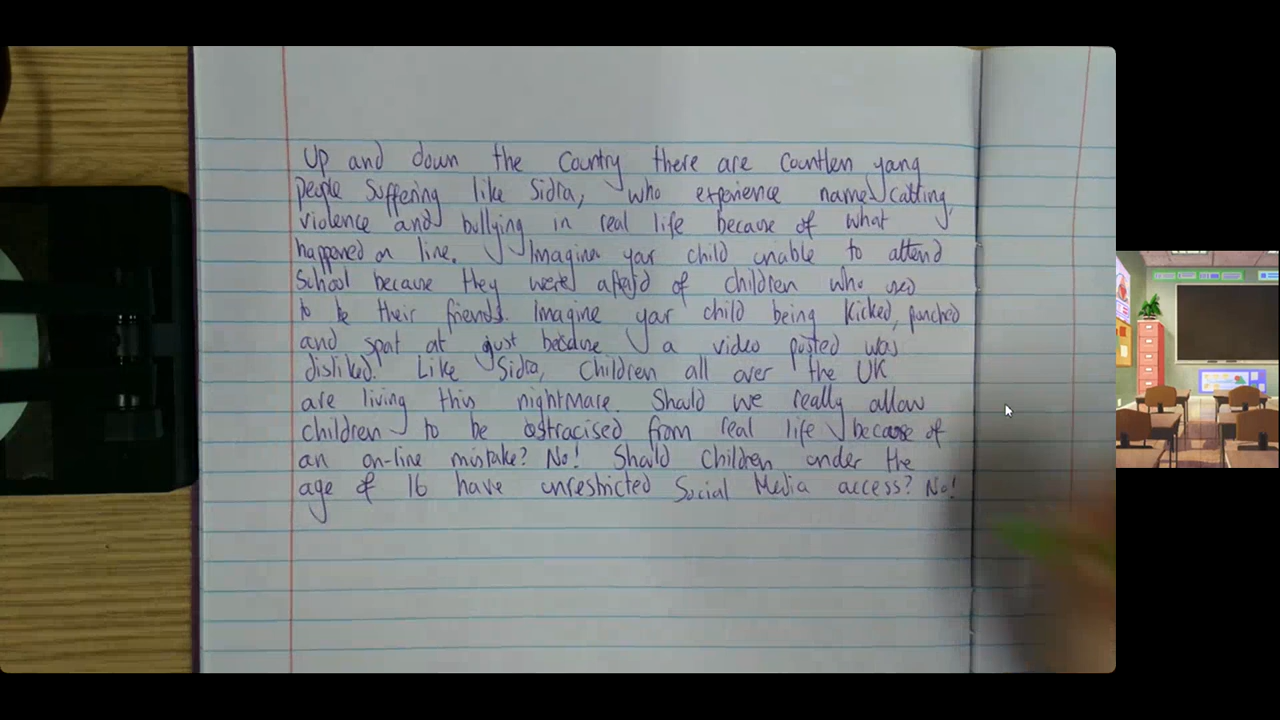 Up and down the Country there are Countless young
People Suffering like Sidra, who experience name calling,
violence and bullying in real life because of what
happened on line. Imagine your child unable to attend
School because they were afraid of children who used
to be their friends. Imagine your child being Kicked, punched
and spat at just because a video posted was
disliked. Like Sidra, Children all over the UK
are living this nightmare. Should we really allow
children to be ostracised from real life because of
an on-line mistake? No! Should Children under the
age of 16 have unrestricted Social Media access? No!